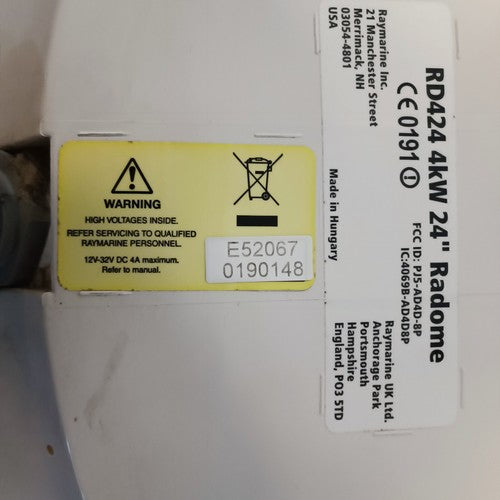 WARNING
HIGH VOLTAGES INSIDE.
REFER SERVICING TO QUALIFIED
RAYMARINE PERSONNEL.
12V-32V DC 4A maximum.
Refer to manual.
E52067
0190148
RD424 4kW 24" Radome
CE 0191
FCC ID: PJ5-AD4D-8P
IC:4069B-AD4D8P
Raymarine Inc.
21 Manchester Street
Merrimack, NH
03054-4801
USA
Made in Hungary
Raymarine UK Ltd.
Anchorage Park
Portsmouth
Hampshire
England, PO3 5TD